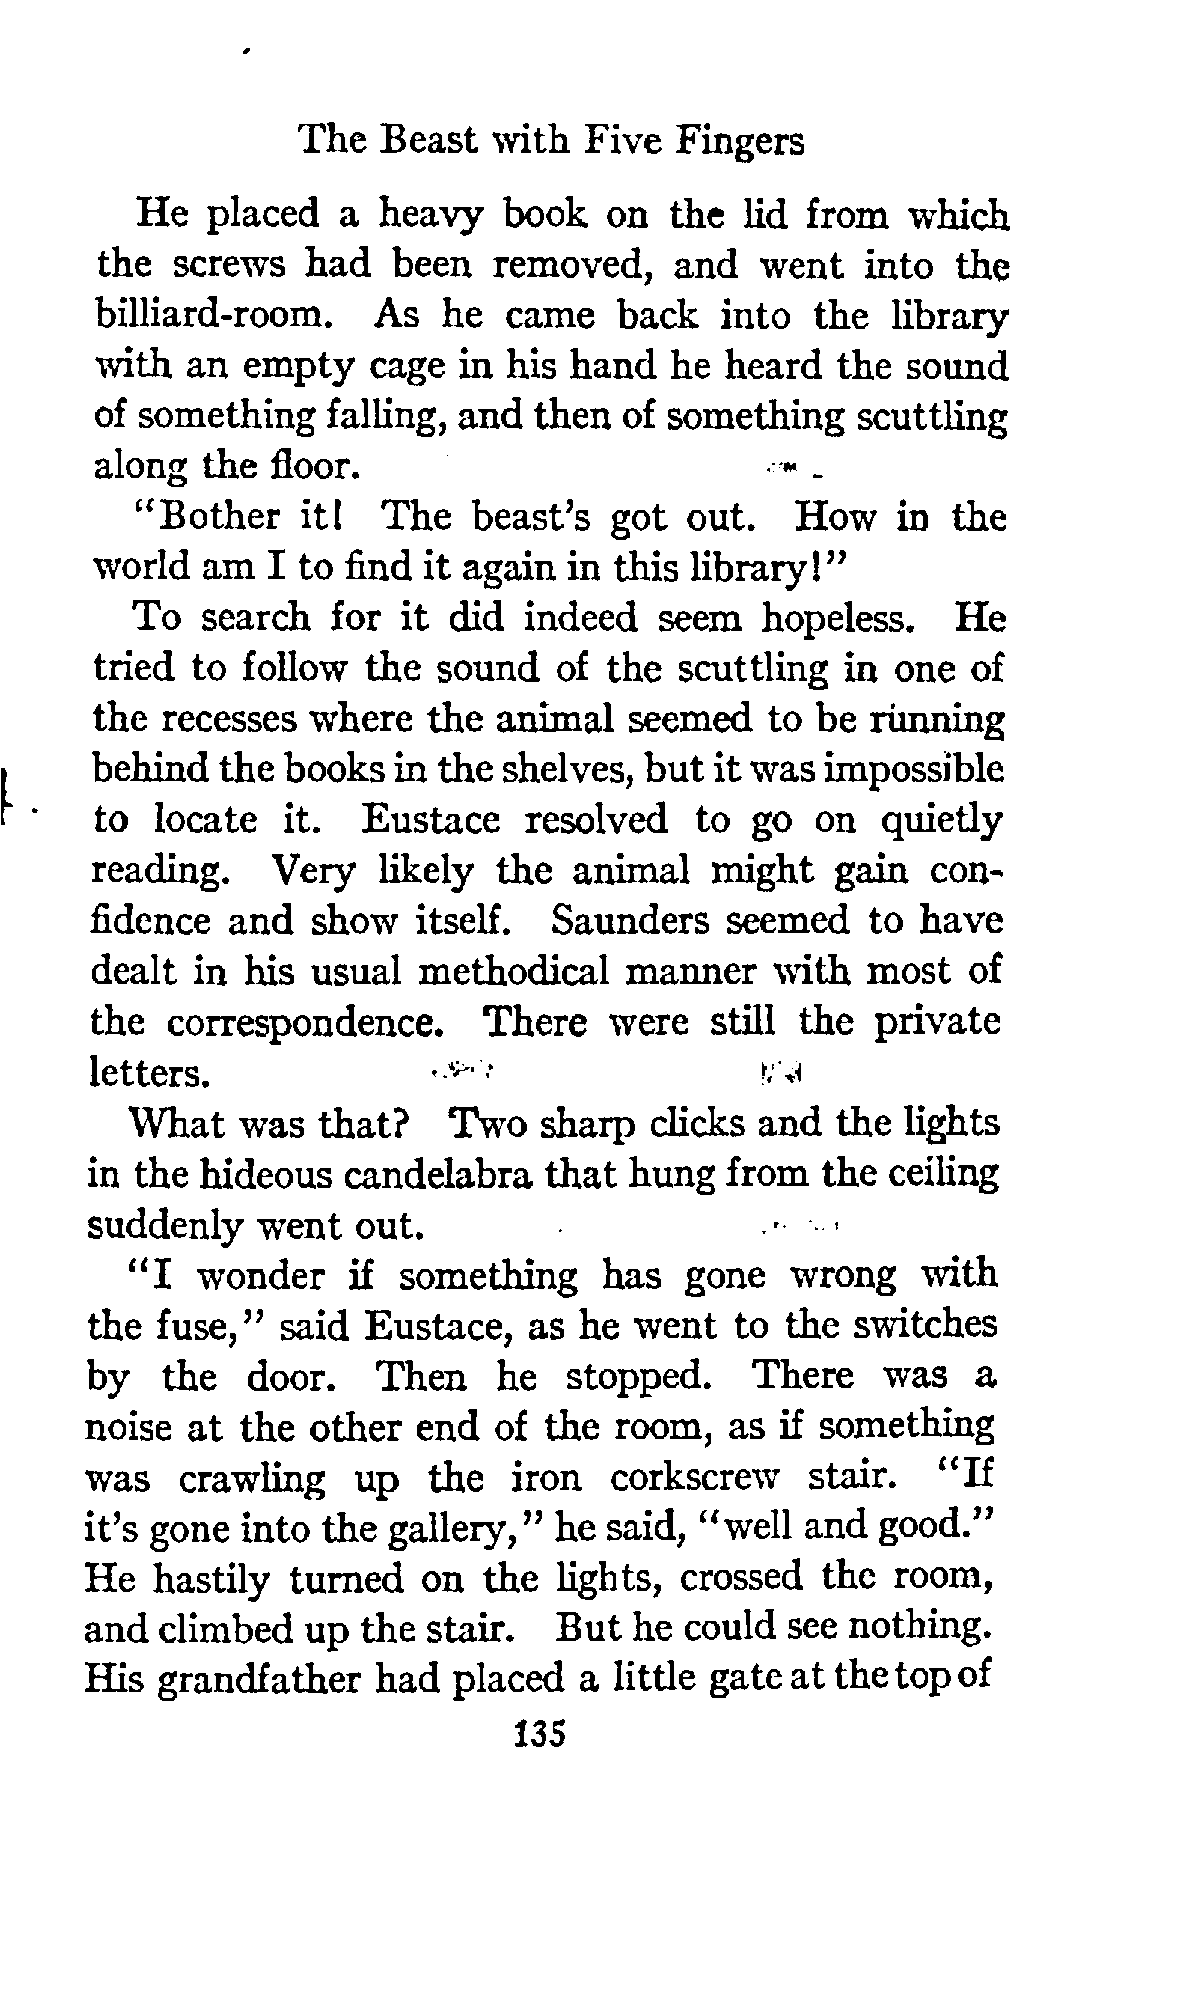 The Beast with Five Fingers
He placed a heavy book on the lid from which
the screws had been removed, and went into the
billiard-room. As he came back into the library
with an empty cage in his hand he heard the sound
of something falling, and then of something scuttling
along the floor.
"Bother it! The beast's got out. How in the
world am I to find it again in this library!"
To search for it did indeed seem hopeless. He
tried to follow the sound of the scuttling in one of
the recesses where the animal seemed to be running
behind the books in the shelves, but it was impossible
to locate it. Eustace resolved to go on quietly
reading. Very likely the animal might gain con-
fidence and show itself. Saunders seemed to have
dealt in his usual methodical manner with most of
the correspondence. There were still the private
letters.
What was that? Two sharp clicks and the lights
in the hideous candelabra that hung from the ceiling
suddenly went out.
"I wonder if something has gone wrong with
the fuse," said Eustace, as he went to the switches
by the door. Then he stopped. There was a
noise at the other end of the room, as if something
was crawling up the iron corkscrew stair. "If
it's gone into the gallery," he said, "well and good."
He hastily turned on the lights, crossed the room,
and climbed up the stair. But he could see nothing.
His grandfather had placed a little gate at the top of
135